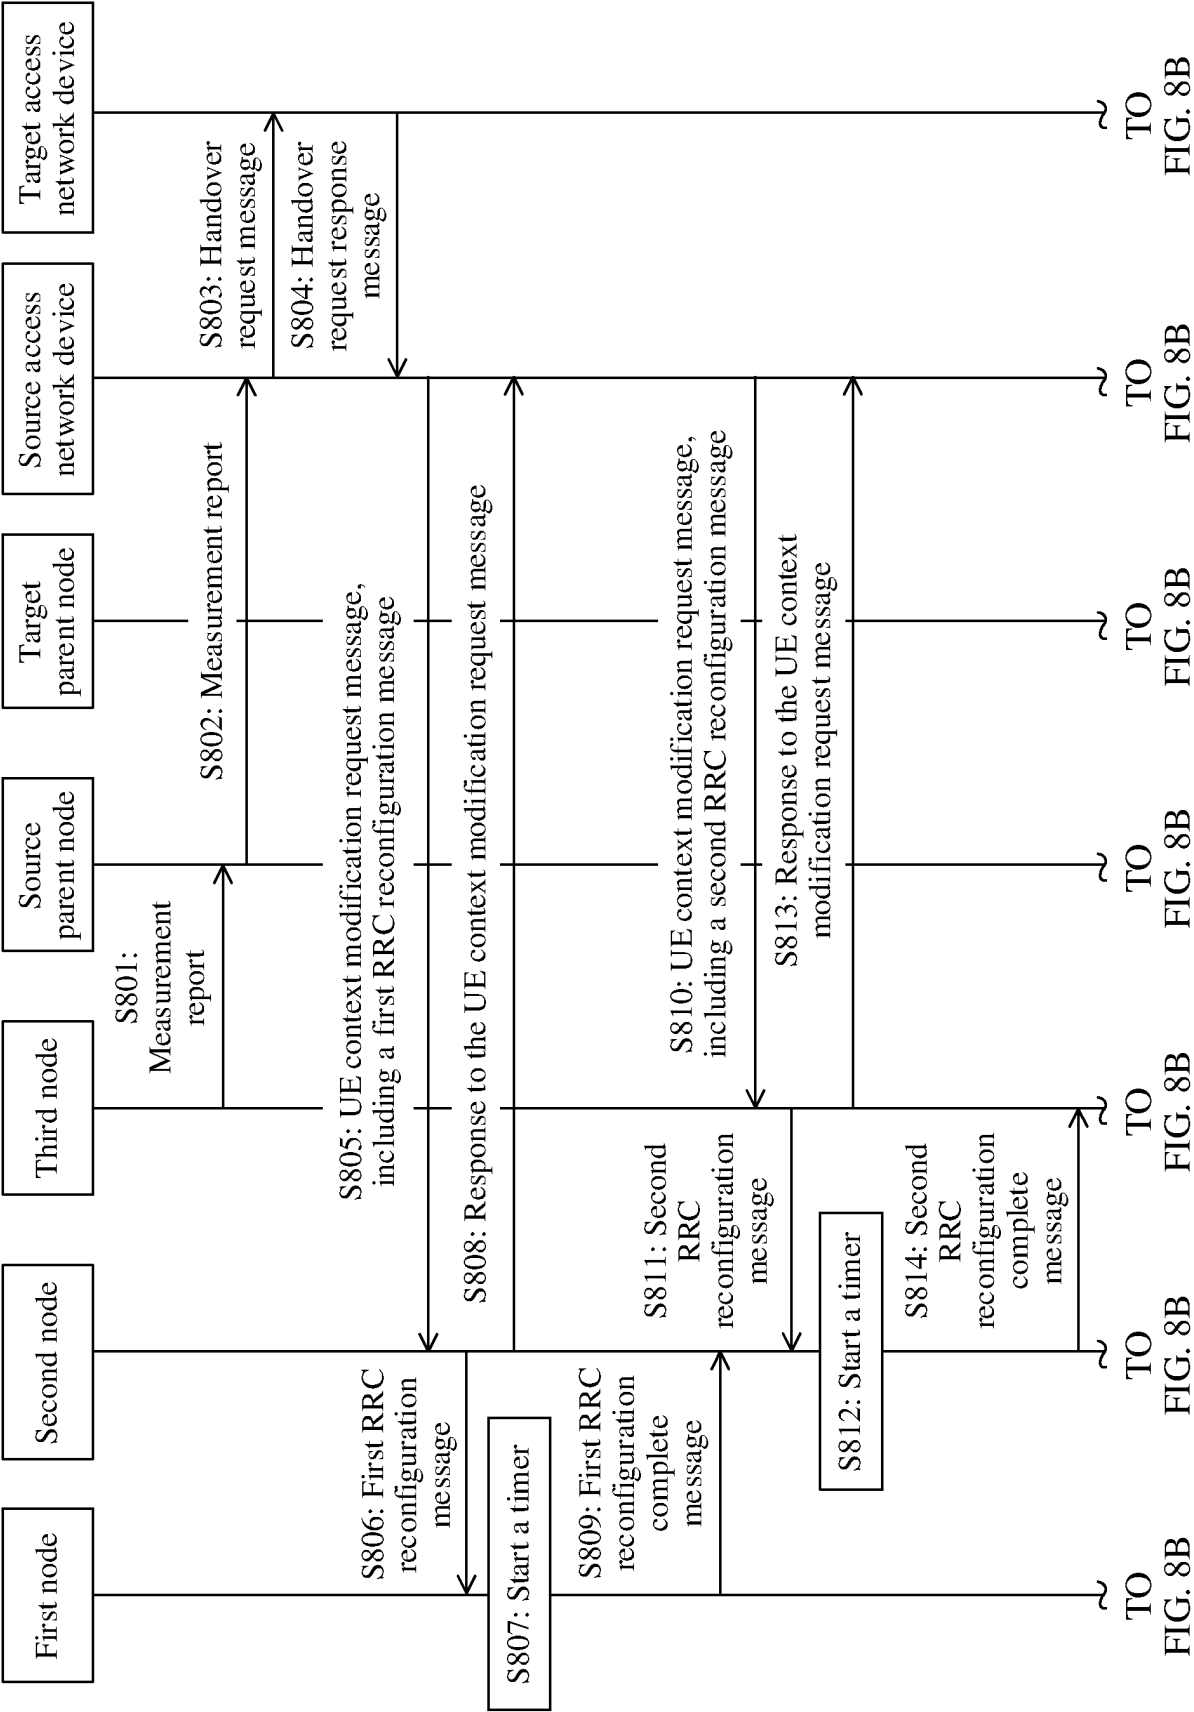 First node
Second node
Third node
Source
parent node
Target
parent node
Source access
network device
Target access
network device
S801:
Measurement
report
S802: Measurement report
S803: Handover
request message
S804: Handover
request response
message
S805: UE context modification request message,
including a first RRC reconfiguration message
S806: First RRC
reconfiguration
message
S807: Start a timer
S808: Response to the UE context modification request message
S809: First RRC
reconfiguration
complete
message
S810: UE context modification request message,
including a second RRC reconfiguration message
S811: Second
RRC
reconfiguration
message
S812: Start a timer
S813: Response to the UE context
modification request message
S814: Second
RRC
reconfiguration
complete
message
TO
FIG. 8B
TO
FIG. 8B
TO
FIG. 8B
TO
FIG. 8B
TO
FIG. 8B
TO
FIG. 8B
TO
FIG. 8B